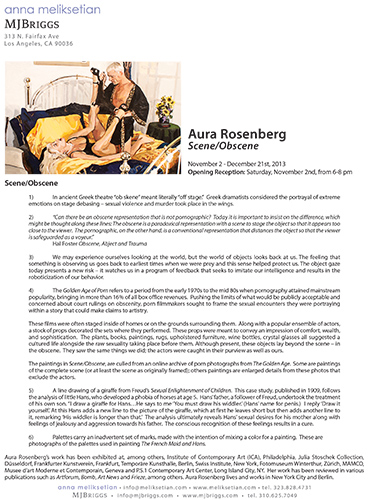 anna meliksetian
MJBRIGGS
313 N. Fairfax Ave
Los Angeles, CA 90036
Aura Rosenberg
Scene/Obscene
November 2 - December 21st, 2013
Opening Reception: Saturday, November 2nd, from 6-8 pm
Scene/Obscene
1) In ancient Greek theatre "ob skene" meant literally "off stage." Greek dramatists considered the portrayal of extreme
emotions on stage debasing – sexual violence and murder took place in the wings.
2) "Can there be an obscene representation that is not pornographic? Today it is important to insist on the difference, which
might be thought along these lines: The obscene is a paradoxical representation with a scene to stage the object so that it appears too
close to the viewer. The pornographic, on the other hand, is a conventional representation that distances the object so that the viewer
is safeguarded as a voyeur."
Hal Foster Obscene, Abject and Trauma
3) We may experience ourselves looking at the world, but the world of objects looks back at us. The feeling that
something is observing us goes back to earliest times when we were prey and this sense helped protect us. The object gaze
today presents a new risk – it watches us in a program of feedback that seeks to imitate our intelligence and results in the
roboticization of our behavior.
4) The Golden Age of Porn refers to a period from the early 1970s to the mid 80s when pornography attained mainstream
popularity, bringing in more than 16% of all box office revenues. Pushing the limits of what would be publicly acceptable and
concerned about court rulings on obscenity, porn filmmakers sought to frame the sexual encounters they were portraying
within a story that could make claims to artistry.
These films were often staged inside of homes or on the grounds surrounding them. Along with a popular ensemble of actors,
a stock of props decorated the sets where they performed. These props were meant to convey an impression of comfort, wealth,
and sophistication. The plants, books, paintings, rugs, upholstered furniture, wine bottles, crystal glasses all suggested a
cultured life alongside the raw sexuality taking place before them. Although present, these objects lay beyond the scene – in
the obscene. They saw the same things we did; the actors were caught in their purview as well as ours.
The paintings in Scene/Obscene, are culled from an online archive of porn photographs from The Golden Age. Some are paintings
of the complete scene (or at least the scene as originally framed); others paintings are enlarged details from these photos that
exclude the actors.
5) A line drawing of a giraffe from Freud's Sexual Enlightenment of Children. This case study, published in 1909, follows
the analysis of little Hans, who developed a phobia of horses at age 5. Hans' father, a follower of Freud, undertook the treatment
of his own son. "I draw a giraffe for Hans... He says to me 'You must draw his widdler.' (Hans' name for penis.) I reply 'Draw it
yourself.' At this Hans adds a new line to the picture of the giraffe, which at first he leaves short but then adds another line to
it, remarking 'His widdler is longer than that.' The analysis ultimately reveals Hans' sexual desires for his mother along with
feelings of jealousy and aggression towards his father. The conscious recognition of these feelings results in a cure.
6) Palettes carry an inadvertent set of marks, made with the intention of mixing a color for a painting. These are
photographs of the palettes used in painting The French Maid and Hans.
Aura Rosenberg's work has been exhibited at, among others, Institute of Contemporary Art (ICA), Philadelphia, Julia Stoschek Collection,
Düsseldorf, Frankfurter Kunstverein, Frankfurt, Temporäre Kunsthalle, Berlin, Swiss Institute, New York, Fotomuseum Winterthur, Zürich, MAMCO,
Musee d'art Moderne et Contemporain, Geneva and PS.1 Contemporary Art Center, Long Island City, NY. Her work has been reviewed in various
publications such as Artforum, Bomb, Art News and Frieze, among others. Aura Rosenberg lives and works in New York City and Berlin.
anna meliksetian • info@meliksetian.com • www.meliksetian.com • tel. 323.828.4731
MJBRIGGS • info@mjbriggs.com • www.mjbriggs.com • tel. 310.625.7049